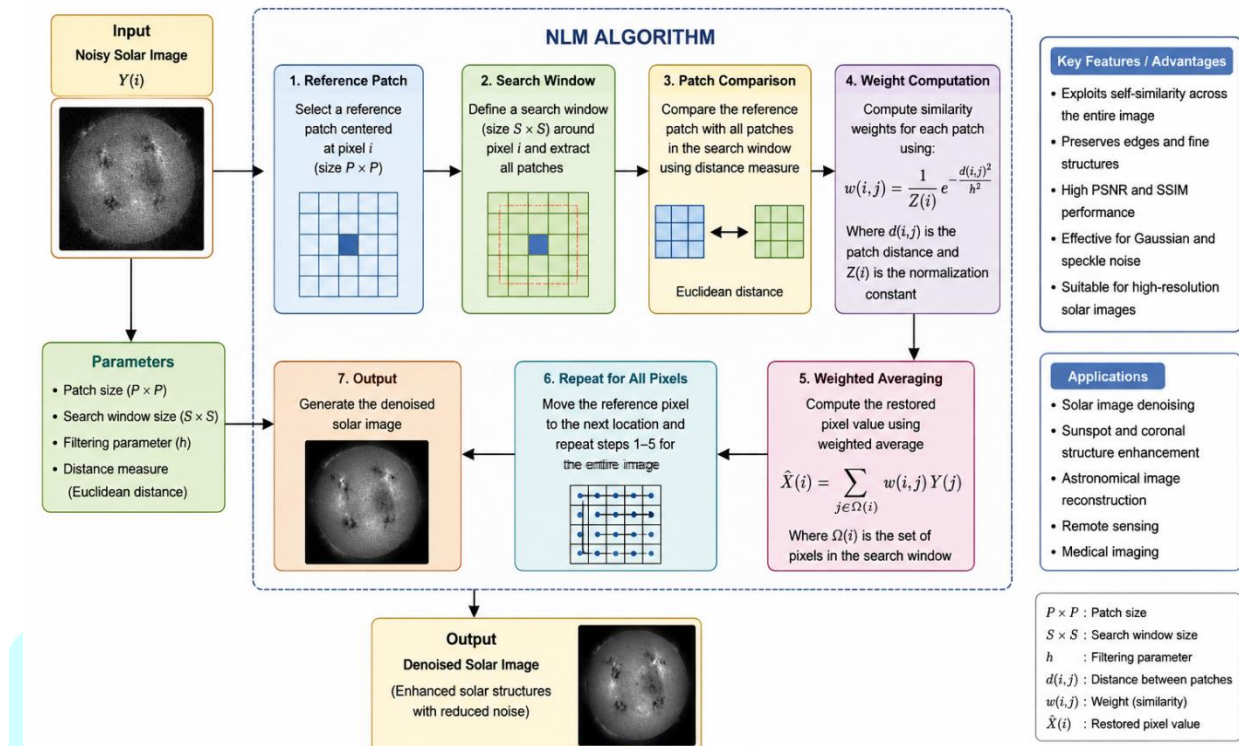 Input
Noisy Solar Image
Y(i)
NLM ALGORITHM
1. Reference Patch
Select a reference
patch centered
at pixel i
(size P × P)
2. Search Window
Define a search window
(size S × S) around
pixel i and extract
all patches
3. Patch Comparison
Compare the reference
patch with all patches
in the search window
using distance measure
Euclidean distance
4. Weight Computation
Compute similarity
weights for each patch
using:
w(i,j) = 1/Z(i) e^{-d(i,j)²/h²}
Where d(i,j) is the
patch distance and
Z(i) is the normalization
constant
Parameters
• Patch size (P × P)
• Search window size (S × S)
• Filtering parameter (h)
• Distance measure
(Euclidean distance)
7. Output
Generate the denoised
solar image
6. Repeat for All Pixels
Move the reference pixel
to the next location and
repeat steps 1–5 for
the entire image
5. Weighted Averaging
Compute the restored
pixel value using
weighted average
X̂(i) = ∑_{j∈Ω(i)} w(i,j) Y(j)
Where Ω(i) is the set of
pixels in the search window
Output
Denoised Solar Image
(Enhanced solar structures
with reduced noise)
Key Features / Advantages
• Exploits self-similarity across
the entire image
• Preserves edges and fine
structures
• High PSNR and SSIM
performance
• Effective for Gaussian and
speckle noise
• Suitable for high-resolution
solar images
Applications
• Solar image denoising
• Sunspot and coronal
structure enhancement
• Astronomical image
reconstruction
• Remote sensing
• Medical imaging
P × P : Patch size
S × S : Search window size
h : Filtering parameter
d(i,j) : Distance between patches
w(i,j) : Weight (similarity)
X̂(i) : Restored pixel value